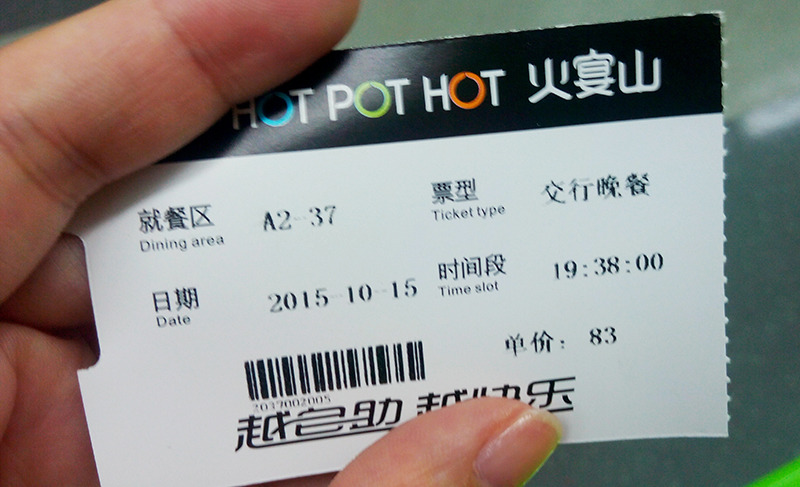 HOT POT HOT 火宴山
就餐区 A2-37 票型 交行晚餐
Dining area Ticket type
日期 2015-10-15 时间段 19:38:00
Date Time slot
单价: 83
2037002005
越自助 越快乐